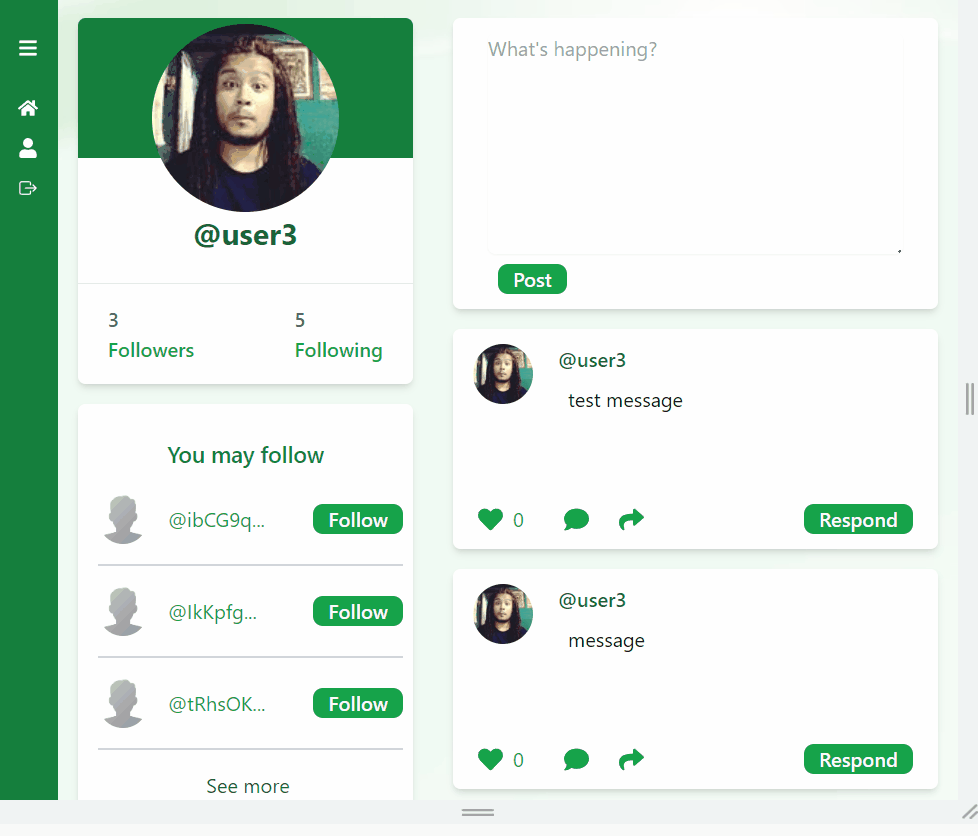 @user3
3
Followers
5
Following
You may follow
@ibCG9q...
Follow
@IkKpfg...
Follow
@tRhsOK...
Follow
See more
What's happening?
Post
@user3
test message
0
Respond
@user3
message
0
Respond